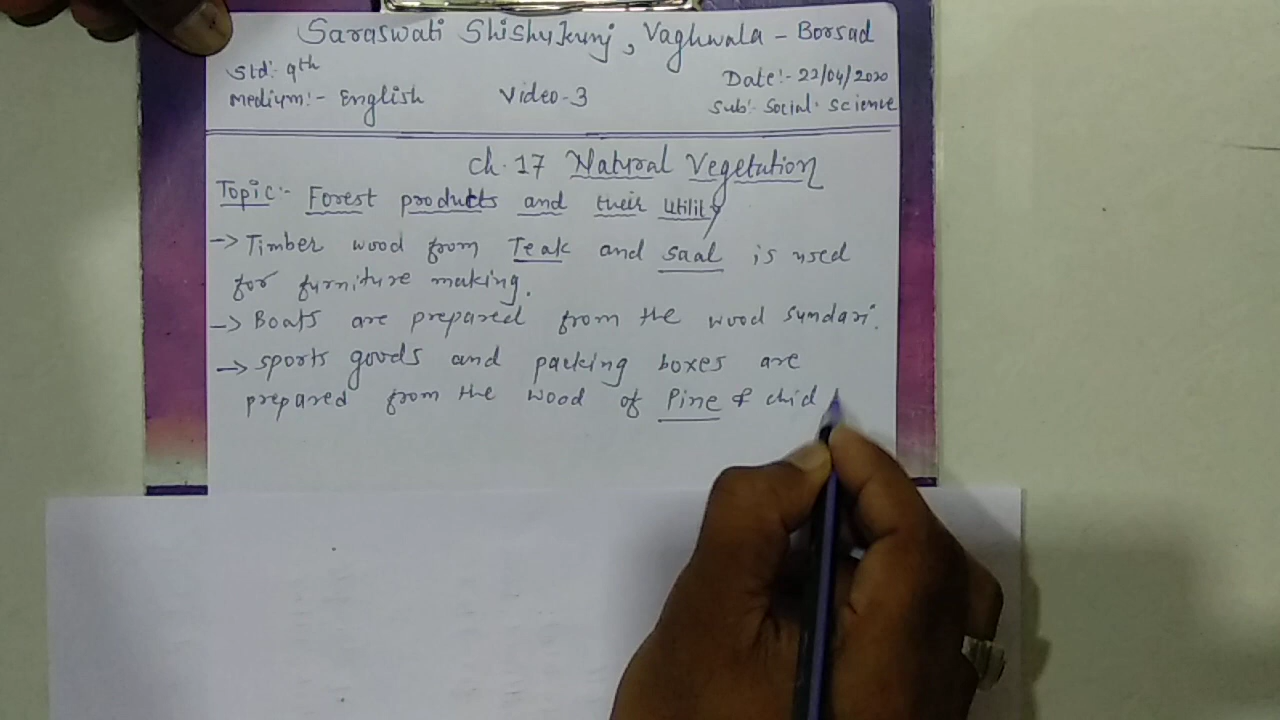 Saraswati Shishukunj, Vaghwala - Borsad
Std:- 9th
Date:- 22/04/2020
Medium:- English
Video-3
Sub:- Social. Science
Ch. 17 Natural Vegetation
Topic:- Forest products and their Utility
-> Timber wood from Teak and saal is used
for furniture making.
-> Boats are prepared from the wood sundari.
-> sports goods and packing boxes are
prepared from the wood of Pine & chid